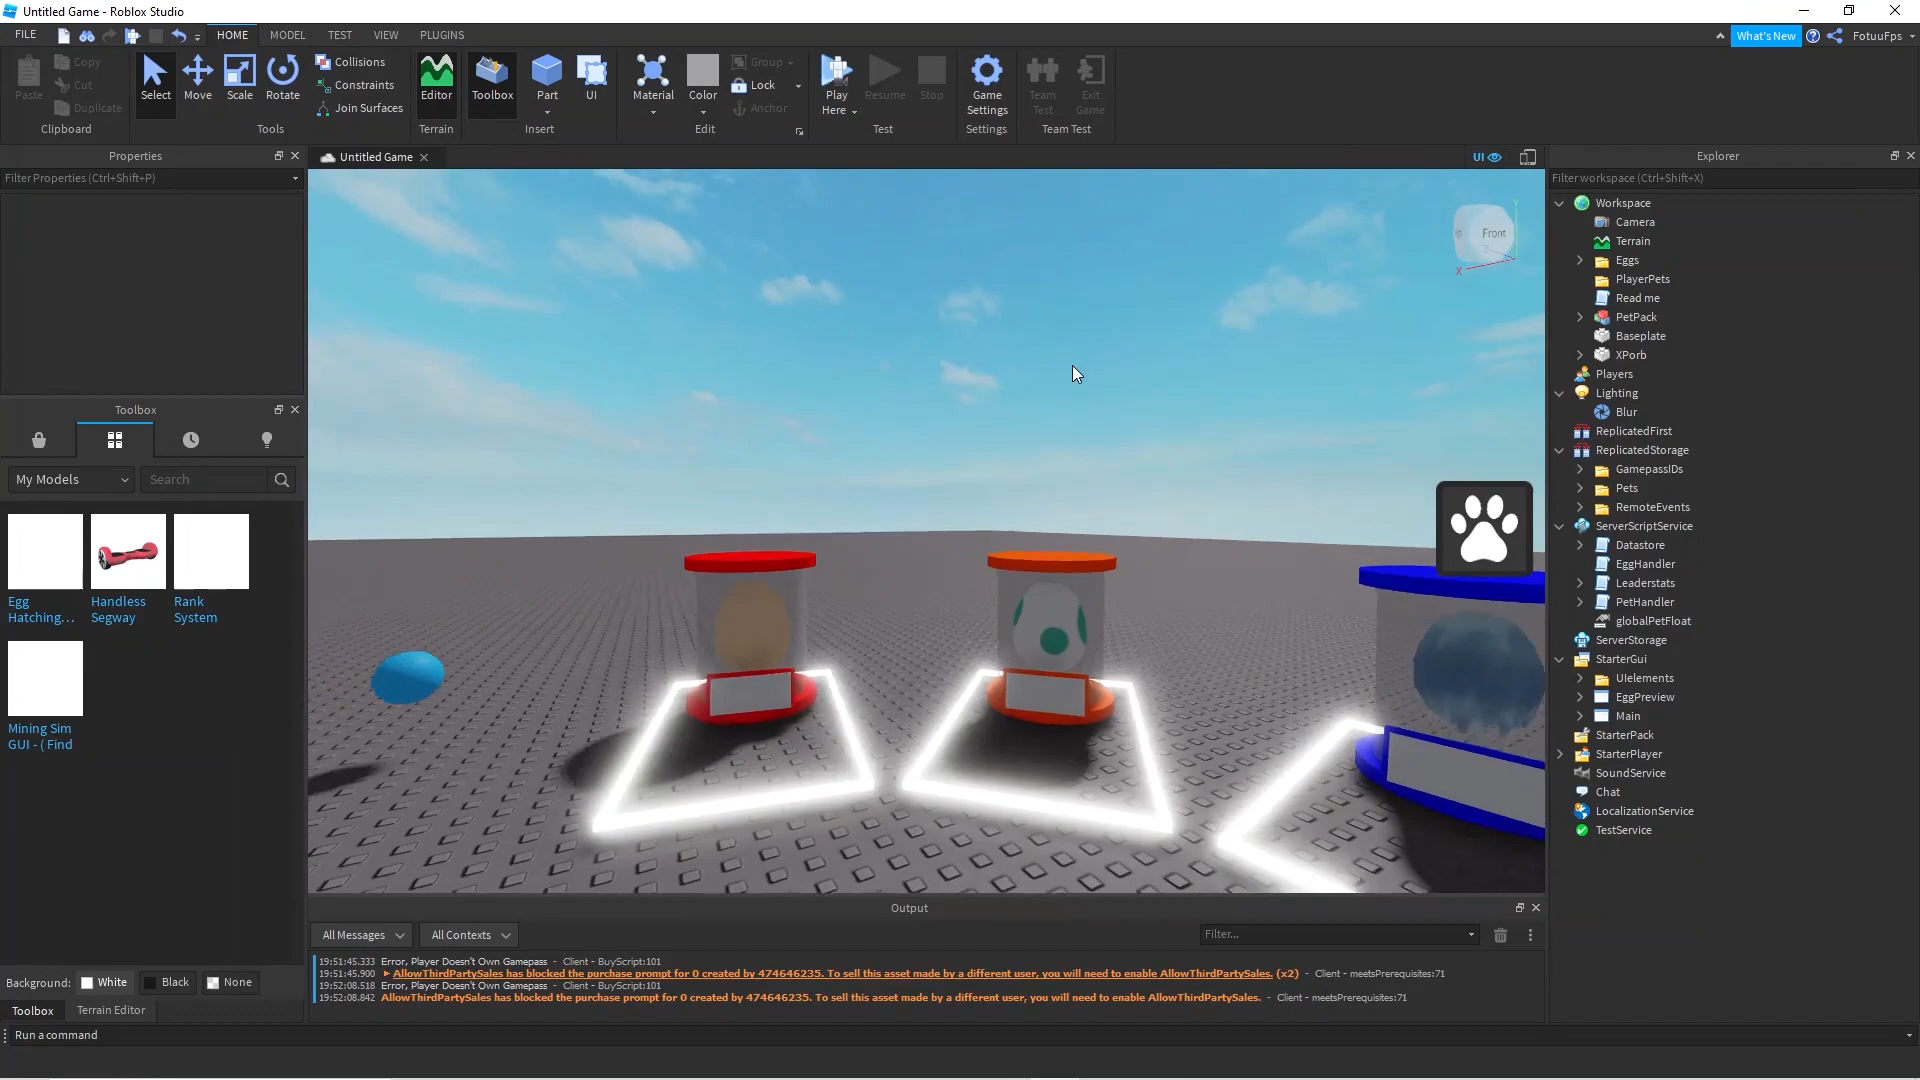 Untitled Game - Roblox Studio
FILE HOME MODEL TEST VIEW PLUGINS What's New FotuuFps
Paste Copy Cut Duplicate
Clipboard
Select Move Scale Rotate Collisions Constraints Join Surfaces
Tools
Editor
Terrain
Toolbox Part UI
Insert
Material Color Group Lock Anchor
Edit
Play Here Resume Stop
Test
Game Settings
Settings
Team Test Exit Game
Team Test
Properties
Filter Properties (Ctrl+Shift+P)
Toolbox
My Models Search
Egg Hatching...
Handless Segway
Rank System
Mining Sim GUI - ( Find
Background: White Black None
Toolbox Terrain Editor
Run a command
Untitled Game
UI
Front
X
Y
Z
Output
All Messages All Contexts Filter...
19:51:45.333 Error, Player Doesn't Own Gamepass - Client - BuyScript:101
19:51:45.900 AllowThirdPartySales has blocked the purchase prompt for 0 created by 474646235. To sell this asset made by a different user, you will need to enable AllowThirdPartySales. (x2) - Client - meetsPrerequisites:71
19:52:08.518 Error, Player Doesn't Own Gamepass - Client - BuyScript:101
19:52:08.842 AllowThirdPartySales has blocked the purchase prompt for 0 created by 474646235. To sell this asset made by a different user, you will need to enable AllowThirdPartySales. - Client - meetsPrerequisites:71
Explorer
Filter workspace (Ctrl+Shift+X)
Workspace
Camera
Terrain
Eggs
PlayerPets
Read me
PetPack
Baseplate
XPorb
Players
Lighting
Blur
ReplicatedFirst
ReplicatedStorage
GamepassIDs
Pets
RemoteEvents
ServerScriptService
Datastore
EggHandler
Leaderstats
PetHandler
globalPetFloat
ServerStorage
StarterGui
UIelements
EggPreview
Main
StarterPack
StarterPlayer
SoundService
Chat
LocalizationService
TestService